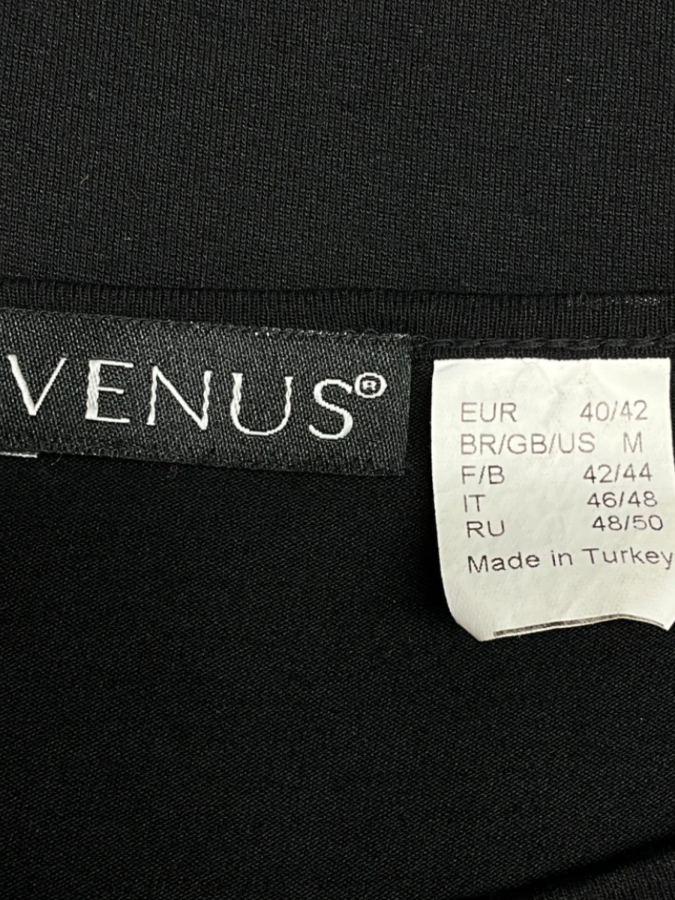 VENUS®
EUR 40/42
BR/GB/US M
F/B 42/44
IT 46/48
RU 48/50
Made in Turkey